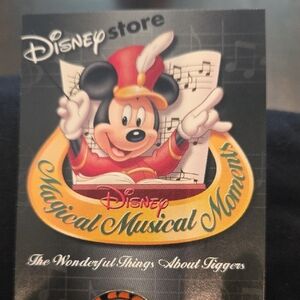 Disney store
Disney
Magical Musical Moments
The Wonderful Things About Tiggers